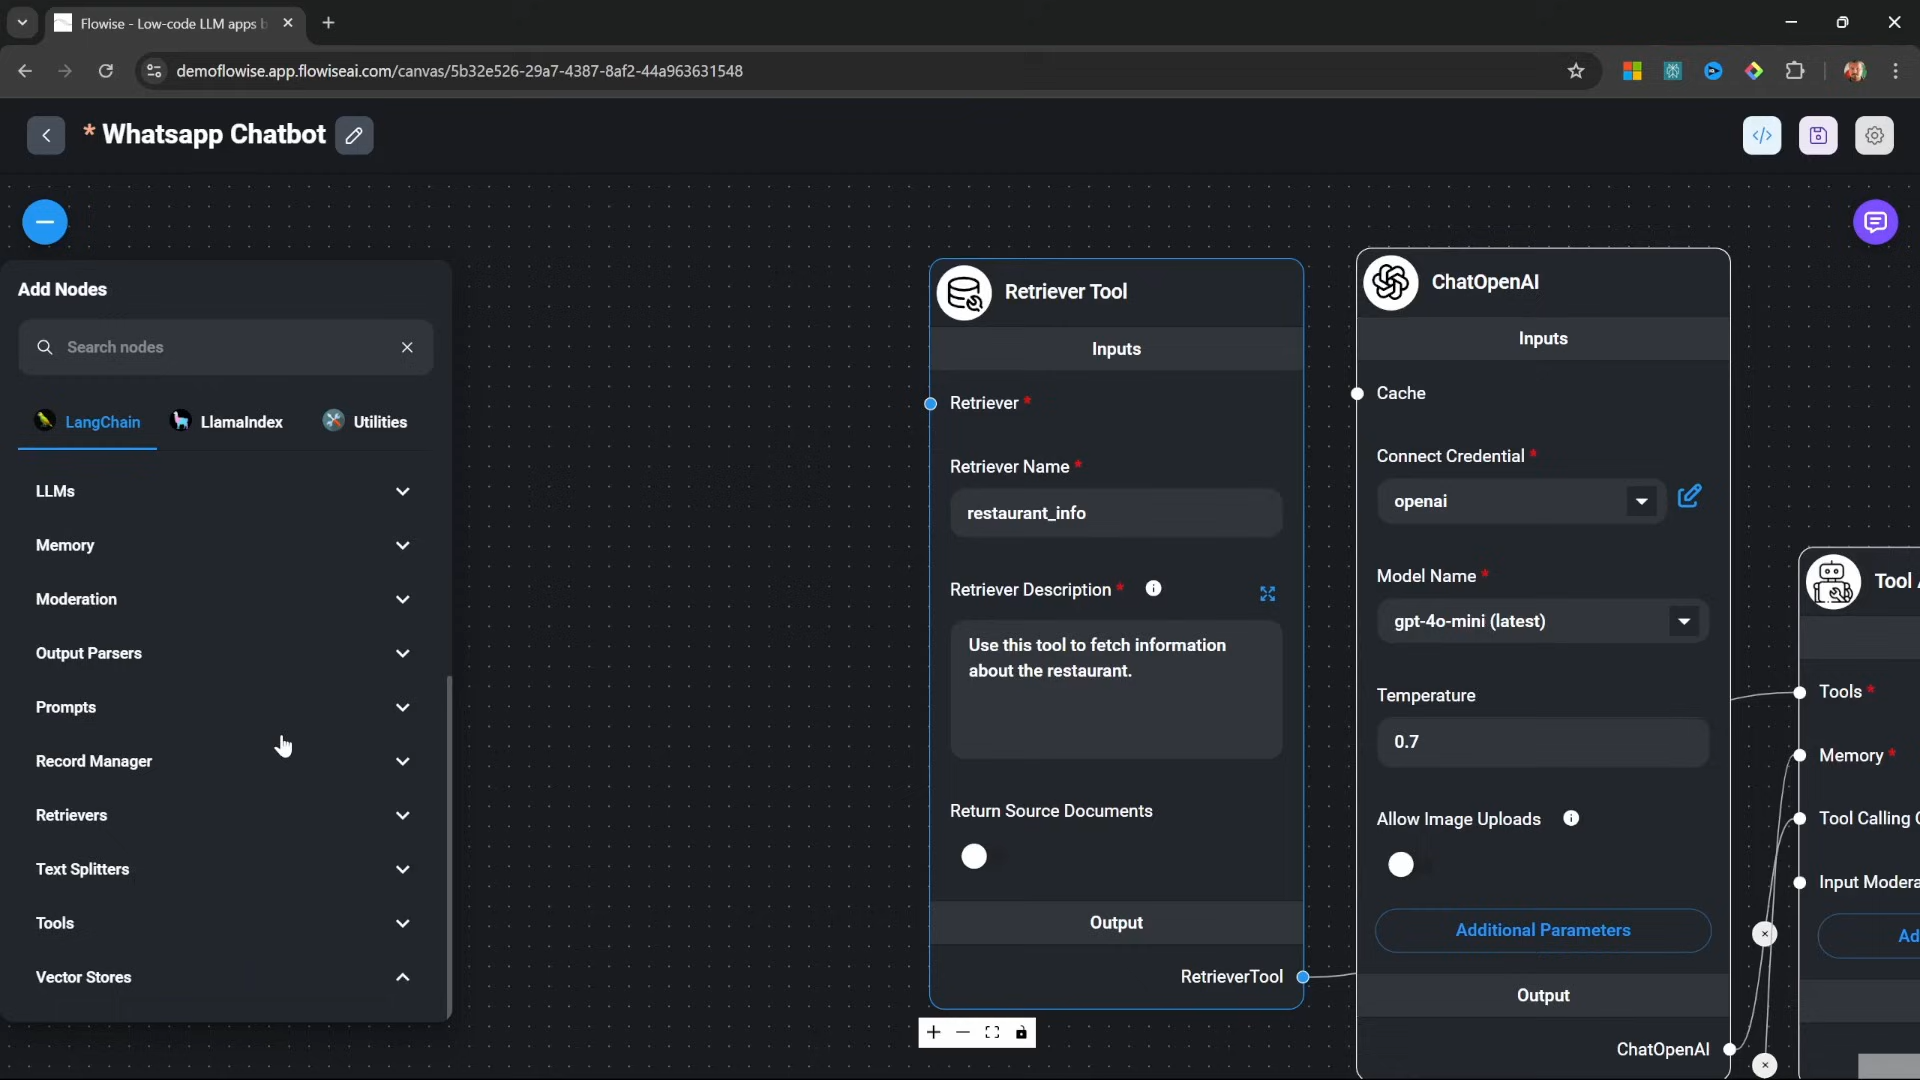 Flowise - Low-code LLM apps b
demoflowise.app.flowiseai.com/canvas/5b32e526-29a7-4387-8af2-44a963631548
* Whatsapp Chatbot
Add Nodes
Search nodes
LangChain
LlamaIndex
Utilities
LLMs
Memory
Moderation
Output Parsers
Prompts
Record Manager
Retrievers
Text Splitters
Tools
Vector Stores
Retriever Tool
Inputs
Retriever *
Retriever Name *
restaurant_info
Retriever Description *
Use this tool to fetch information
about the restaurant.
Return Source Documents
Output
RetrieverTool
ChatOpenAI
Inputs
Cache
Connect Credential *
openai
Model Name *
gpt-4o-mini (latest)
Temperature
0.7
Allow Image Uploads
Additional Parameters
Output
ChatOpenAI
Tool A
Tools *
Memory *
Tool Calling C
Input Modera
Ad